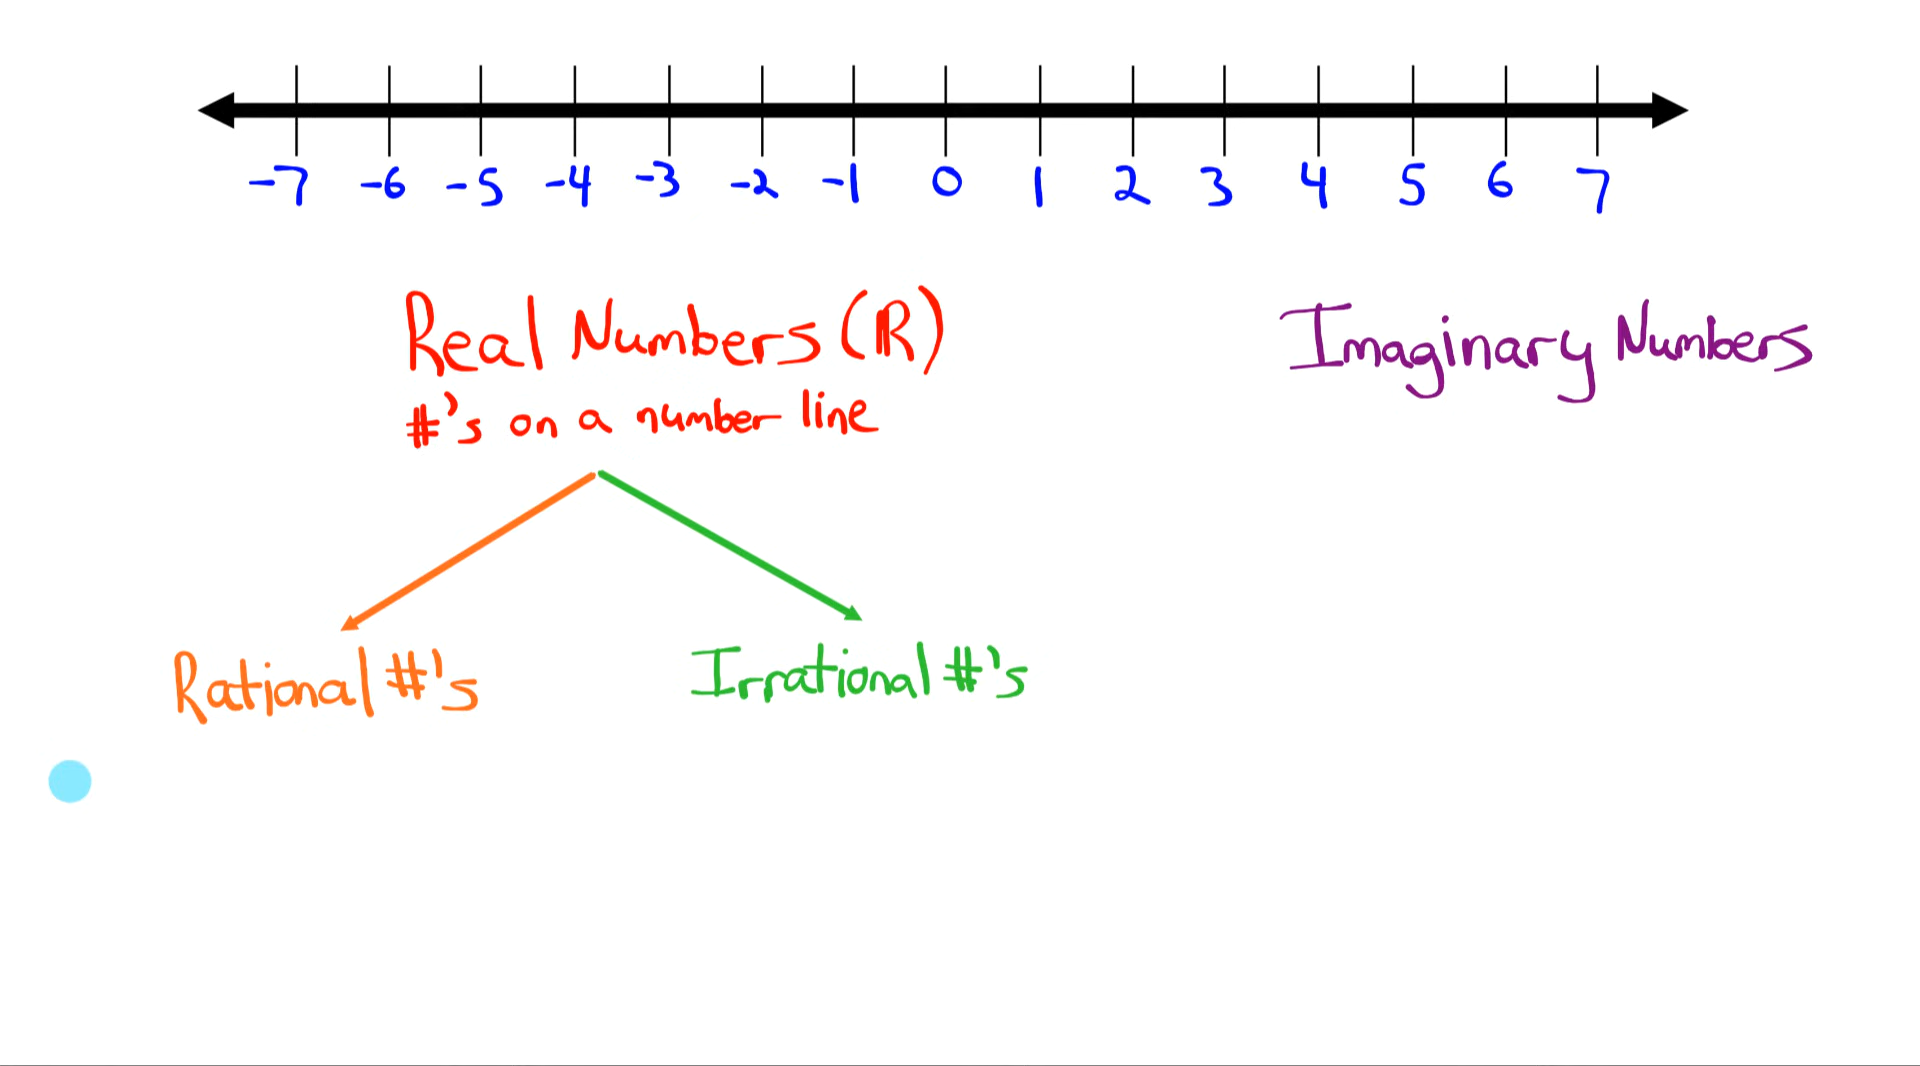 -7 -6 -5 -4 -3 -2 -1 0 1 2 3 4 5 6 7
Real Numbers (R)
#'s on a number line
Imaginary Numbers
Rational #'s
Irrational #'s